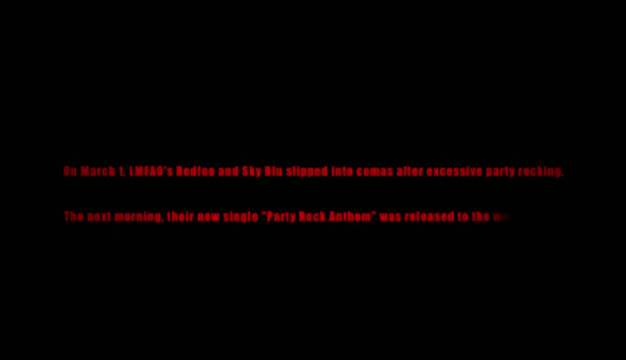 On March 1, LMFAO's Redfoo and Sky Blu slipped into comas after excessive party rocking.
The next morning, their new single "Party Rock Anthem" was released to the